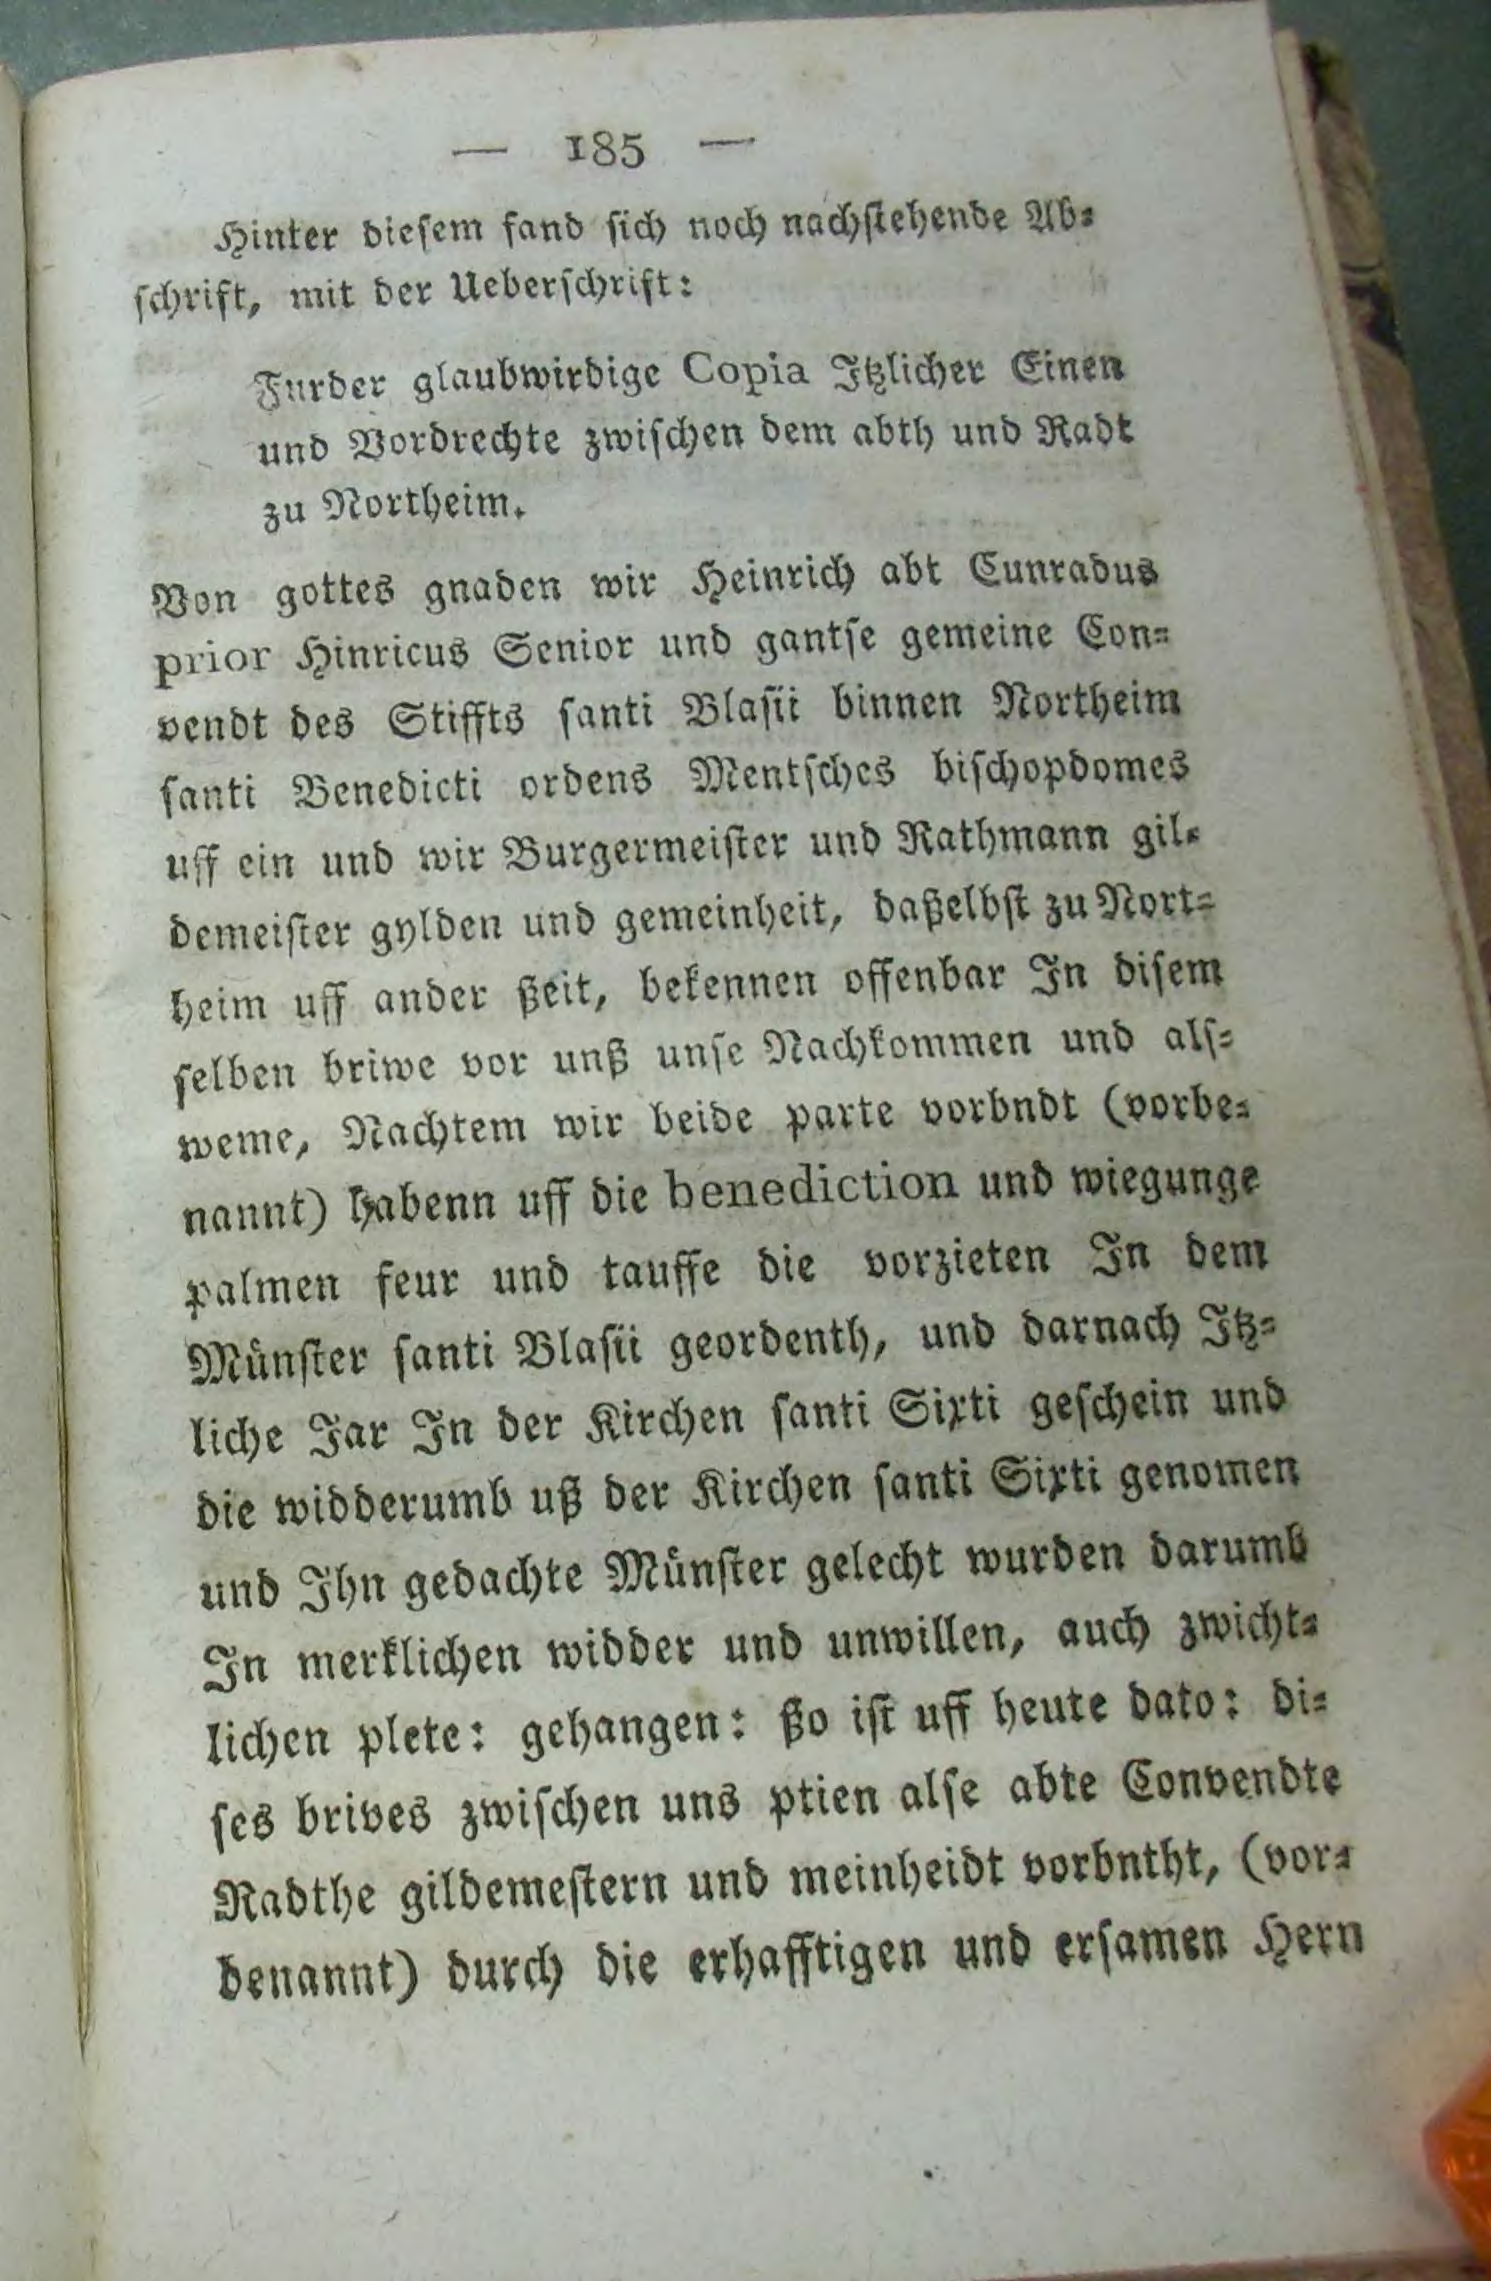 — 185 —
Hinter diesem fand sich noch nachstehende Ab-
schrift, mit der Ueberschrift:
Furder glaubwirdige Copia Itzlicher Einen
und Vordrechte zwischen dem abth und Radt
zu Northeim.
Von gottes gnaden wir Heinrich abt Cunradus
prior Hinricus Senior und gantse gemeine Con-
vendt des Stiffts santi Blasii binnen Northeim
santi Benedicti ordens Mentsches bischopdomes
uff ein und wir Burgermeister und Rathmann gil-
demeister gylden und gemeinheit, daßelbst zu Nort-
heim uff ander ßeit, bekennen offenbar In disem
selben briwe vor unß unse Nachkommen und als-
weme, Nachtem wir beide parte vorbndt (vorbe-
nannt) habenn uff die benediction und wiegunge
palmen feur und tauffe die vorzieten In dem
Münster santi Blasii geordenth, und darnach Itz-
liche Jar In der Kirchen santi Sixti geschein und
die widderumb uß der Kirchen santi Sixti genomen
und Ihn gedachte Münster gelecht wurden darumb
In merklichen widder und unwillen, auch zwicht-
lichen plete: gehangen: ßo ist uff heute dato: di-
ses brives zwischen uns ptien alse abte Convendte
Radthe gildemestern und meinheidt vorbntht, (vor-
benannt) durch die erhafftigen und ersamen Hern